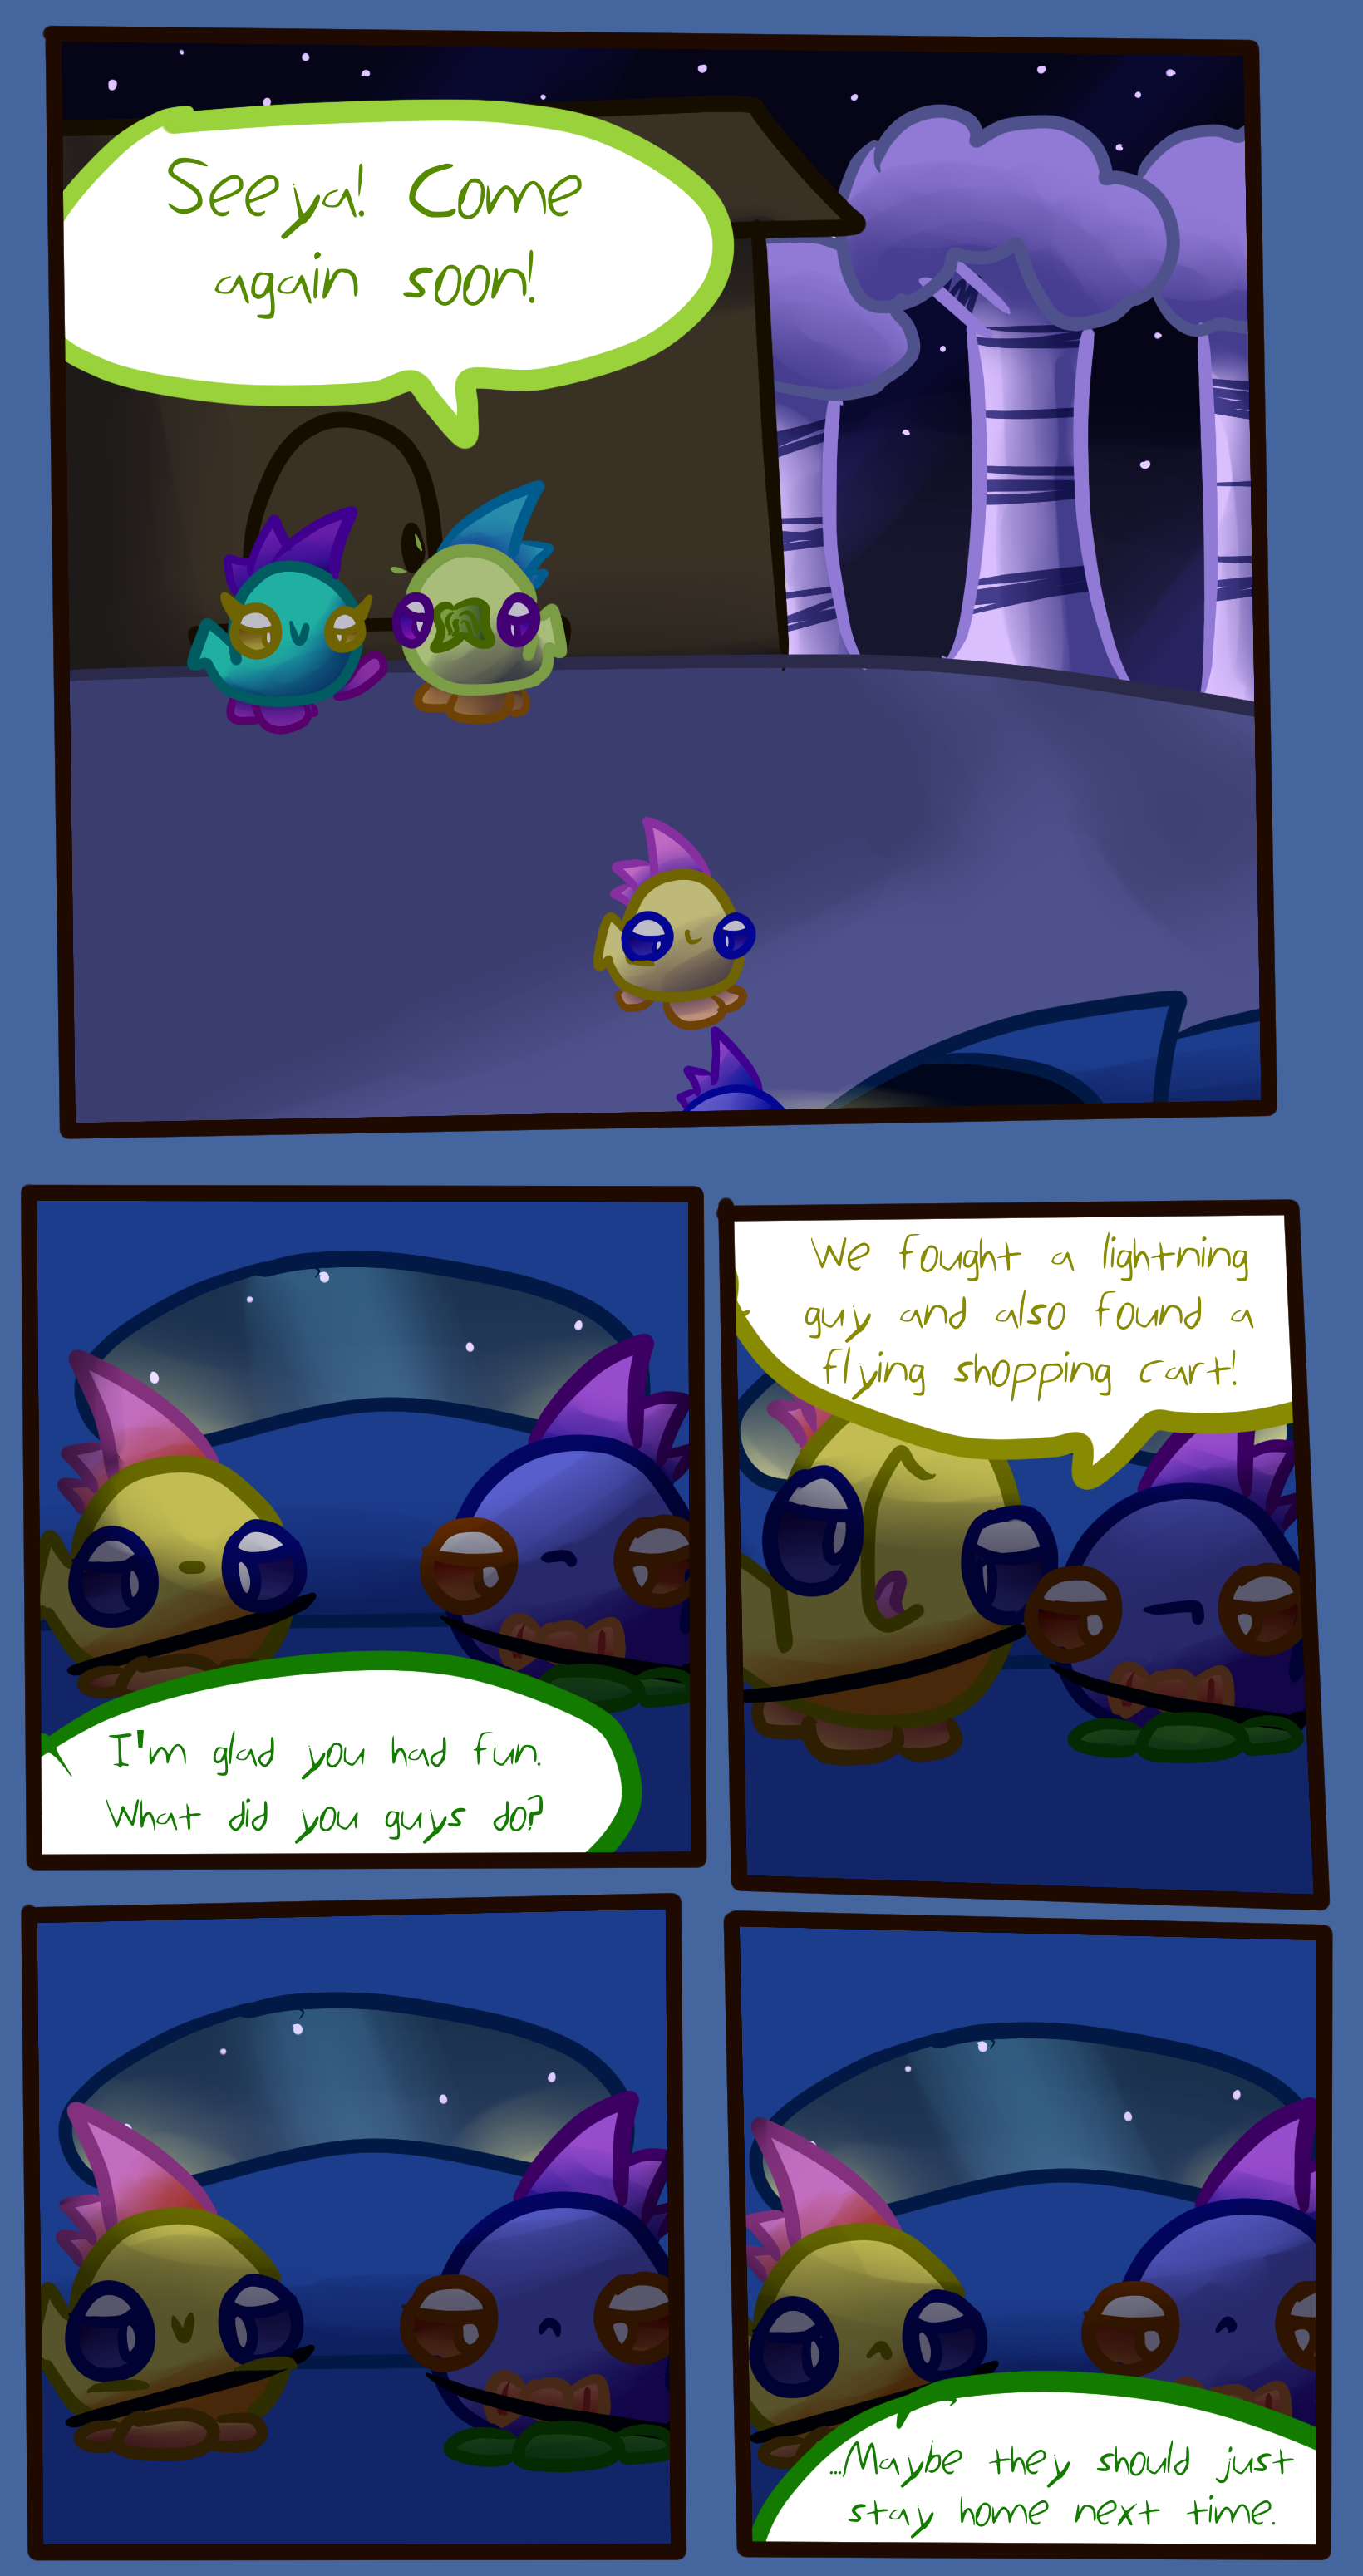 Seeya! Come
again soon!
I'm glad you had fun.
What did you guys do?
We fought a lightning
guy and also found a
flying shopping cart!
...Maybe they should just
stay home next time.